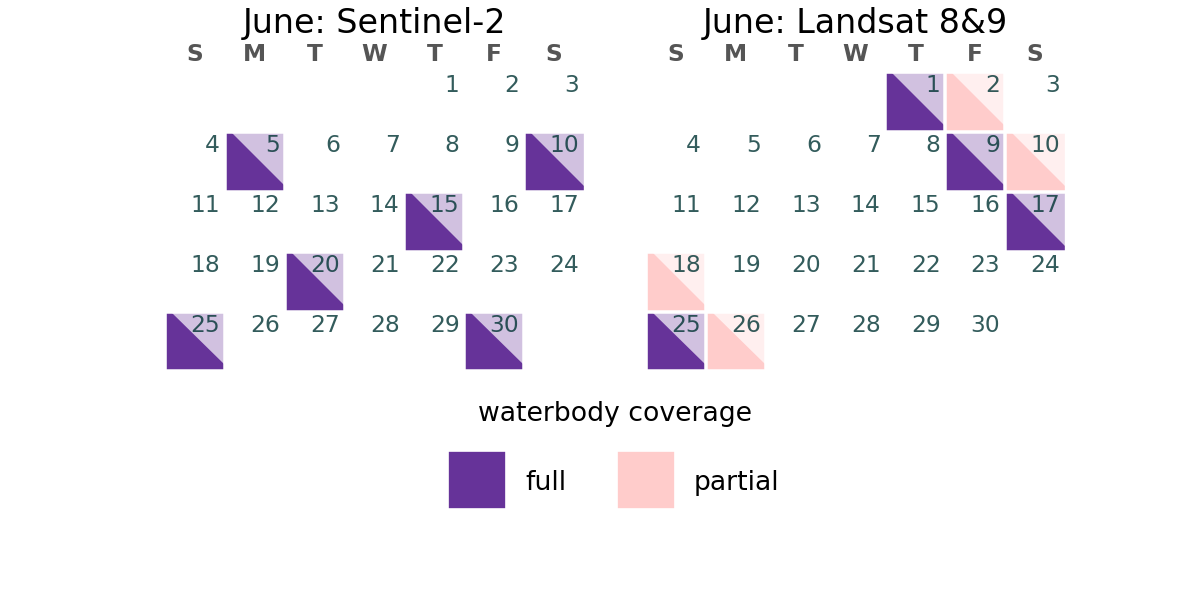 June: Sentinel-2
S M T W T F S
1 2 3
4 5 6 7 8 9 10
11 12 13 14 15 16 17
18 19 20 21 22 23 24
25 26 27 28 29 30
June: Landsat 8&9
S M T W T F S
1 2 3
4 5 6 7 8 9 10
11 12 13 14 15 16 17
18 19 20 21 22 23 24
25 26 27 28 29 30
waterbody coverage
full partial